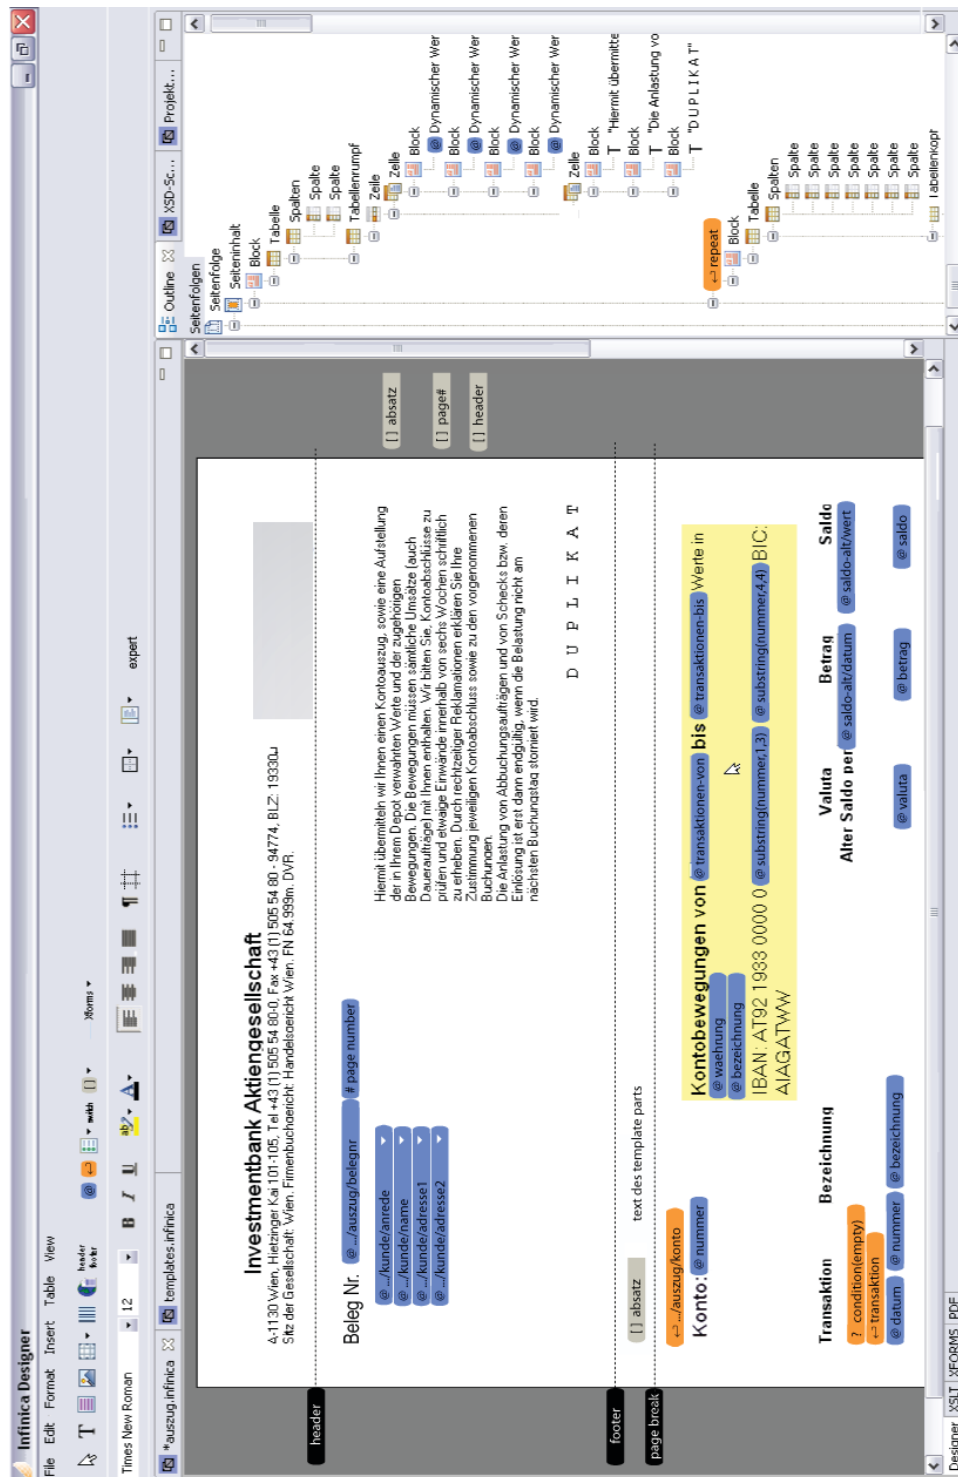 Infinica Designer
File Edit Format Insert Table View
T @ switch [ ] Xforms
header
footer
Times New Roman 12 B I U ab A ¶ expert
*auszug.infinica templates.infinica
Investmentbank Aktiengesellschaft
A-1130 Wien, Hietzinger Kai 101-105, Tel +43 (1) 505 54 80-0, Fax +43 (1) 505 54 80 - 94774, BLZ: 19330
Sitz der Gesellschaft: Wien. Firmenbuchgericht: Handelsgericht Wien. FN 64.999m. DVR.
header
Beleg Nr. @ .../auszug/belegnr # page number
@ .../kunde/anrede
@ .../kunde/name
@ .../kunde/adresse1
@ .../kunde/adresse2
Hiermit übermitteln wir Ihnen einen Kontoauszug, sowie eine Aufstellung
der in Ihrem Depot verwahrten Werte und der zugehörigen
Bewegungen. Die Bewegungen müssen sämtliche Umsätze (auch
Daueraufträge) mit Ihnen enthalten. Wir bitten Sie, Kontoabschlüsse zu
prüfen und etwaige Einwände innerhalb von sechs Wochen schriftlich
zu erheben. Durch rechtzeitiger Reklamationen erklären Sie Ihre
Zustimmung jeweiligen Kontoabschluss sowie zu den vorgenommenen
Buchungen.
Die Anlastung von Abbuchungsaufträgen und von Schecks bzw. deren
Einlösung ist erst dann endgültig, wenn die Belastung nicht am
nächsten Buchungstag storniert wird.
D U P L I K A T
[ ] absatz
[ ] page#
[ ] header
footer
[ ] absatz text des template parts
page break
.../auszug/konto
Konto: @ nummer
Kontobewegungen von @ transaktionen-von bis @ transaktionen-bis Werte in
@ waehrung
@ bezeichnung
IBAN: AT92 1933 0000 0 @ substring(nummer,1,3) @ substring(nummer,4,4) BIC:
AIAGATWW
Transaktion Bezeichnung Valuta Betrag Saldo
? condition(empty) Alter Saldo per @ saldo-alt/datum @ saldo-alt/wert
transaktion
@ datum @ nummer @ bezeichnung @ valuta @ betrag @ saldo
Designer XSLT XFORMS PDF
Outline XSD-Sc... Projekt...
Seitenfolgen
Seitenfolge
Seiteninhalt
Block
Tabelle
Spalten
Spalte
Spalte
Tabellenrumpf
Zeile
Zelle
Block
@ Dynamischer Wer
Block
@ Dynamischer Wer
Block
@ Dynamischer Wer
Block
@ Dynamischer Wer
Zelle
Block
T "Hiermit übermitte
Block
T "Die Anlastung vo
Block
T "D U P L I K A T"
repeat
Block
Tabelle
Spalten
Spalte
Spalte
Spalte
Spalte
Spalte
Spalte
Spalte
Tabellenkopf